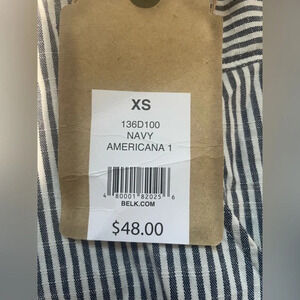 XS
136D100
NAVY
AMERICANA 1
4 80001 82025 6
BELK.COM
$48.00